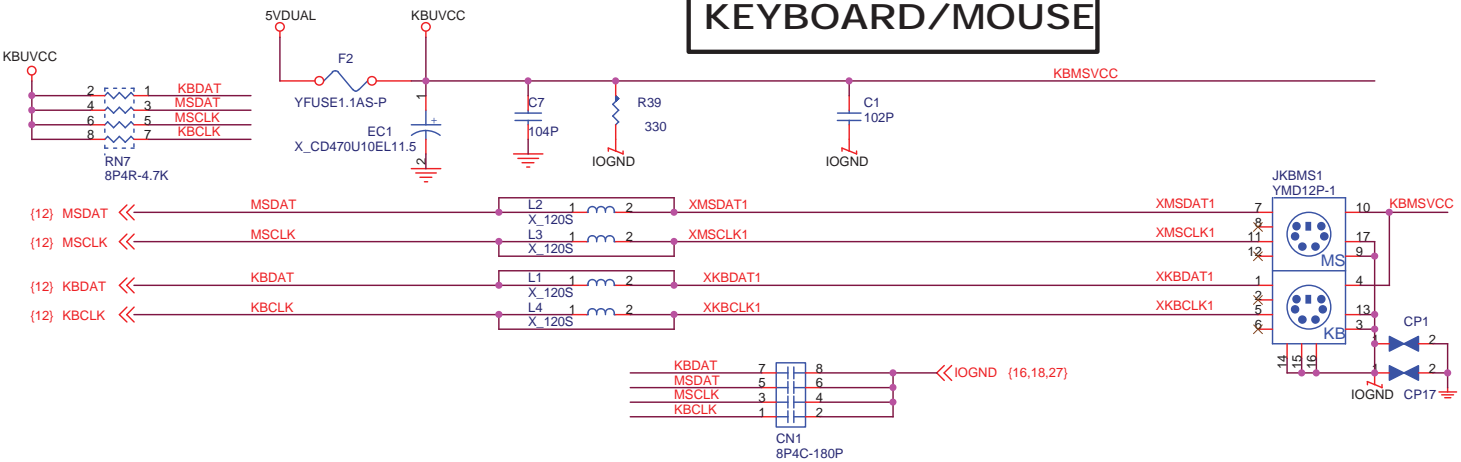 KEYBOARD/MOUSE
5VDUAL
KBUVCC
KBUVCC
F2
YFUSE1.1AS-P
KBMSVCC
2 1 KBDAT
4 3 MSDAT
6 5 MSCLK
8 7 KBCLK
RN7
8P4R-4.7K
1
+
EC1
X_CD470U10EL11.5
2
C7
104P
R39
330
IOGND
C1
102P
IOGND
JKBMS1
YMD12P-1
{12} MSDAT MSDAT L2 1 2 XMSDAT1 XMSDAT1 7 10 KBMSVCC
X_120S
8
{12} MSCLK MSCLK L3 1 2 XMSCLK1 XMSCLK1 11 17
X_120S
12 MS 9
{12} KBDAT KBDAT L1 1 2 XKBDAT1 XKBDAT1 1 4
X_120S
2
{12} KBCLK KBCLK L4 1 2 XKBCLK1 XKBCLK1 5 13
X_120S
6 KB 3
CP1
1 2
14 15 16
1 2
IOGND CP17
KBDAT 7 8 IOGND {16,18,27}
MSDAT 5 6
MSCLK 3 4
KBCLK 1 2
CN1
8P4C-180P